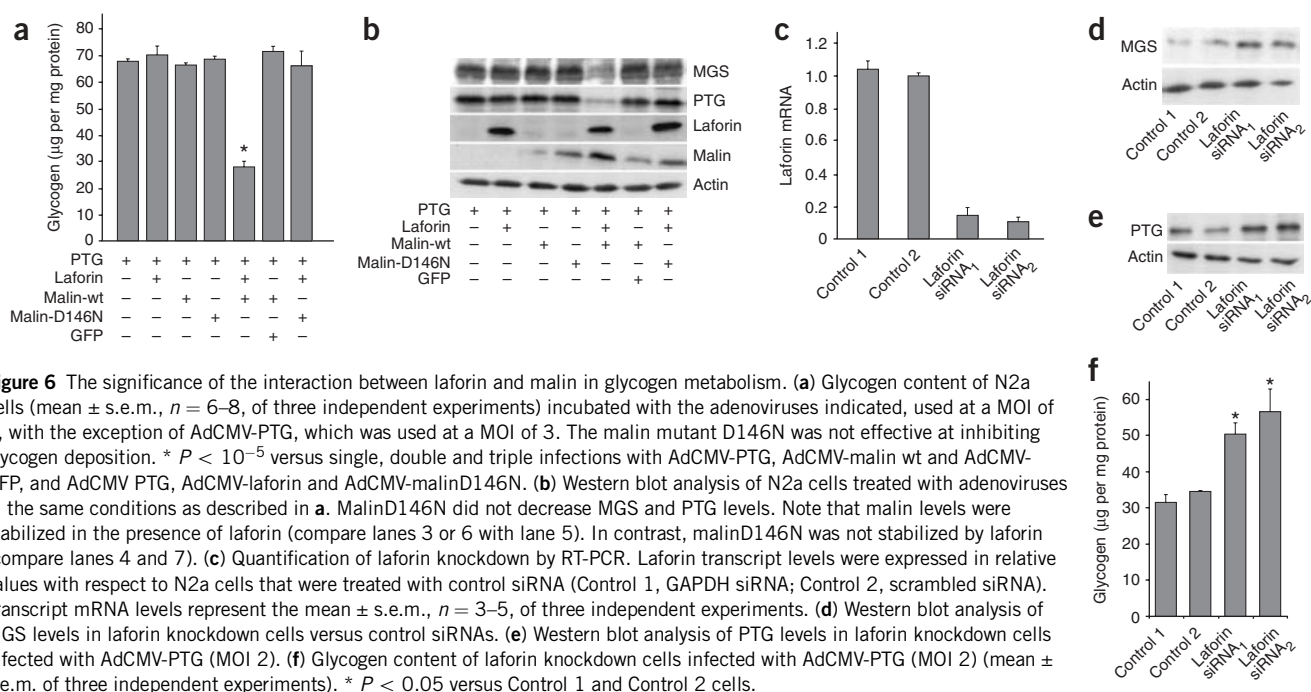 a
Glycogen (µg per mg protein)
80
70
60
50
40
30
20
10
0
*
PTG + + + + + + +
Laforin – + – – + – +
Malin-wt – – + – + + –
Malin-D146N – – – + – – +
GFP – – – – – + –
b
MGS
PTG
Laforin
Malin
Actin
PTG + + + + + + +
Laforin – + – – + – +
Malin-wt – – + – + + –
Malin-D146N – – – + – – +
GFP – – – – – + –
c
Laforin mRNA
1.2
1.0
0.8
0.6
0.4
0.2
0
Control 1
Control 2
Laforin siRNA1
Laforin siRNA2
d
MGS
Actin
Control 1
Control 2
Laforin siRNA1
Laforin siRNA2
e
PTG
Actin
Control 1
Control 2
Laforin siRNA1
Laforin siRNA2
f
Glycogen (µg per mg protein)
60
50
40
30
20
10
0
*
*
Control 1
Control 2
Laforin siRNA1
Laforin siRNA2
igure 6 The significance of the interaction between laforin and malin in glycogen metabolism. (a) Glycogen content of N2a
ells (mean ± s.e.m., n = 6–8, of three independent experiments) incubated with the adenoviruses indicated, used at a MOI of
, with the exception of AdCMV-PTG, which was used at a MOI of 3. The malin mutant D146N was not effective at inhibiting
lycogen deposition. * P < 10−5 versus single, double and triple infections with AdCMV-PTG, AdCMV-malin wt and AdCMV-
FP, and AdCMV PTG, AdCMV-laforin and AdCMV-malinD146N. (b) Western blot analysis of N2a cells treated with adenoviruses
the same conditions as described in a. MalinD146N did not decrease MGS and PTG levels. Note that malin levels were
abilized in the presence of laforin (compare lanes 3 or 6 with lane 5). In contrast, malinD146N was not stabilized by laforin
compare lanes 4 and 7). (c) Quantification of laforin knockdown by RT-PCR. Laforin transcript levels were expressed in relative
alues with respect to N2a cells that were treated with control siRNA (Control 1, GAPDH siRNA; Control 2, scrambled siRNA).
ranscript mRNA levels represent the mean ± s.e.m., n = 3–5, of three independent experiments. (d) Western blot analysis of
GS levels in laforin knockdown cells versus control siRNAs. (e) Western blot analysis of PTG levels in laforin knockdown cells
fected with AdCMV-PTG (MOI 2). (f) Glycogen content of laforin knockdown cells infected with AdCMV-PTG (MOI 2) (mean ±
e.m. of three independent experiments). * P < 0.05 versus Control 1 and Control 2 cells.